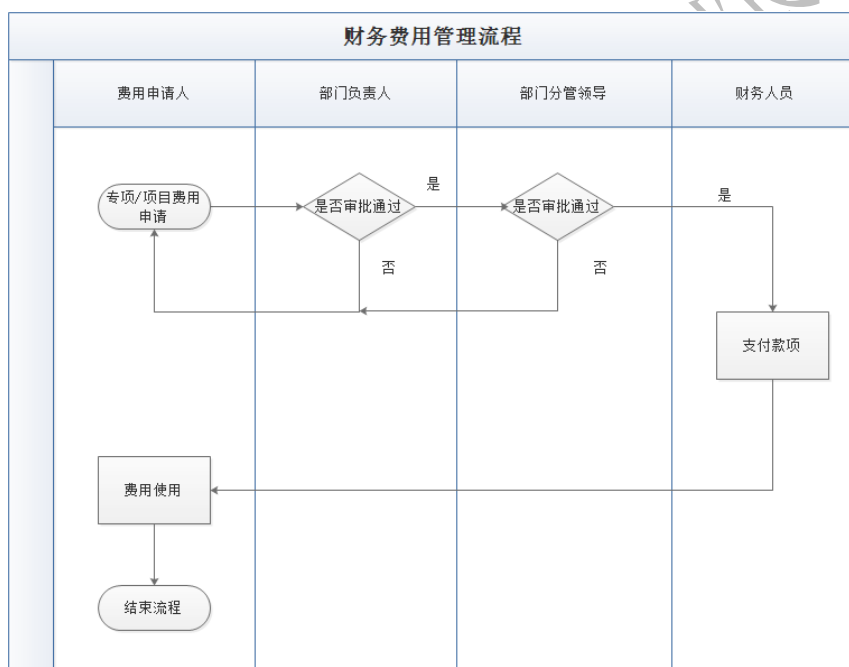 财务费用管理流程
费用申请人
部门负责人
部门分管领导
财务人员
专项/项目费用
申请
是否审批通过
是
是否审批通过
是
否
否
支付款项
费用使用
结束流程